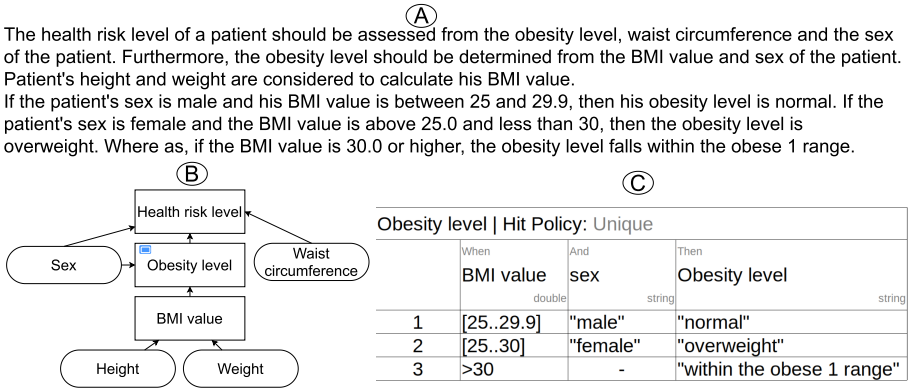 A
The health risk level of a patient should be assessed from the obesity level, waist circumference and the sex
of the patient. Furthermore, the obesity level should be determined from the BMI value and sex of the patient.
Patient's height and weight are considered to calculate his BMI value.
If the patient's sex is male and his BMI value is between 25 and 29.9, then his obesity level is normal. If the
patient's sex is female and the BMI value is above 25.0 and less than 30, then the obesity level is
overweight. Where as, if the BMI value is 30.0 or higher, the obesity level falls within the obese 1 range.
B
Health risk level
Sex
Obesity level
Waist
circumference
BMI value
Height
Weight
C
Obesity level | Hit Policy: Unique
When And Then
BMI value sex Obesity level
double string string
1 [25..29.9] "male" "normal"
2 [25..30] "female" "overweight"
3 >30 - "within the obese 1 range"